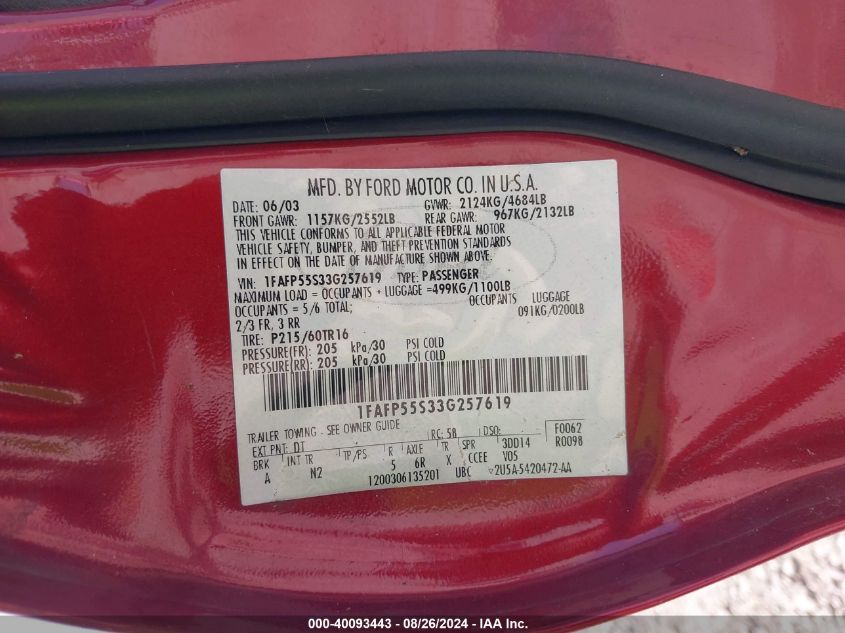 MFD. BY FORD MOTOR CO. IN U.S.A.
DATE: 06/03 GVWR: 2124KG/4684LB
FRONT GAWR: 1157KG/2552LB REAR GAWR: 967KG/2132LB
THIS VEHICLE CONFORMS TO ALL APPLICABLE FEDERAL MOTOR
VEHICLE SAFETY, BUMPER, AND THEFT PREVENTION STANDARDS
IN EFFECT ON THE DATE OF MANUFACTURE SHOWN ABOVE.
VIN: 1FAFP55S33G257619 TYPE: PASSENGER
MAXIMUM LOAD = OCCUPANTS + LUGGAGE =499KG/1100LB
OCCUPANTS = 5/6 TOTAL; OCCUPANTS LUGGAGE
2/3 FR, 3 RR 091KG/0200LB
TIRE: P215/60TR16
PRESSURE(FR) 205 kPa/30 PSI COLD
PRESSURE(RR) 205 kPa/30 PSI COLD
1FAFP55S33G257619
TRAILER TOWING - SEE OWNER GUIDE
EXT PNT: DT RC: 58 DSO: F0062
BRK INT TR TP/PS R AXLE TR SPR 3DD14 R0098
A N2 5 6R X CCEE V05
1200306135201 UBC v2U5A-5420472-AA
000-40093443 - 08/26/2024 - IAA Inc.